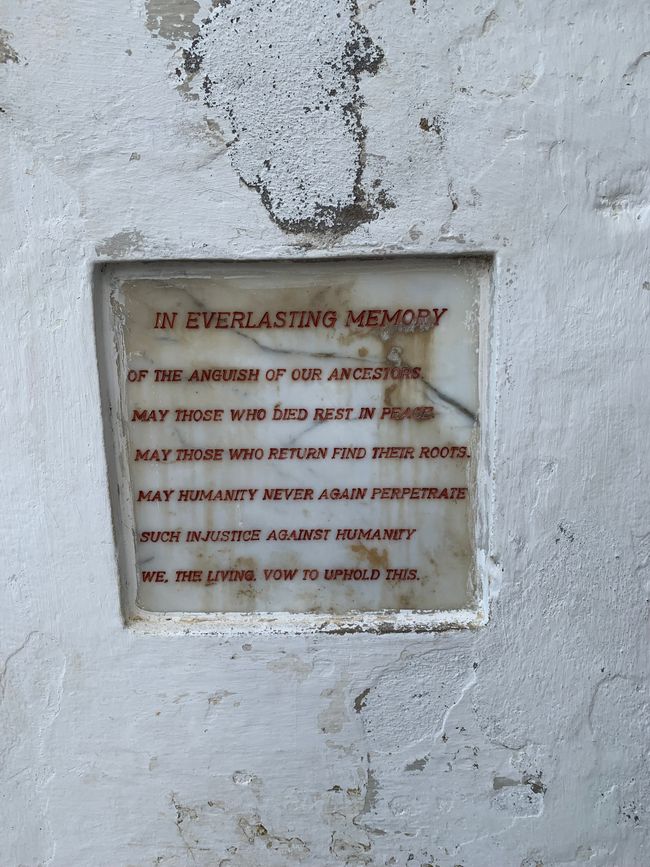 IN EVERLASTING MEMORY
OF THE ANGUISH OF OUR ANCESTORS.
MAY THOSE WHO DIED REST IN PEACE.
MAY THOSE WHO RETURN FIND THEIR ROOTS.
MAY HUMANITY NEVER AGAIN PERPETRATE
SUCH INJUSTICE AGAINST HUMANITY
WE, THE LIVING, VOW TO UPHOLD THIS.